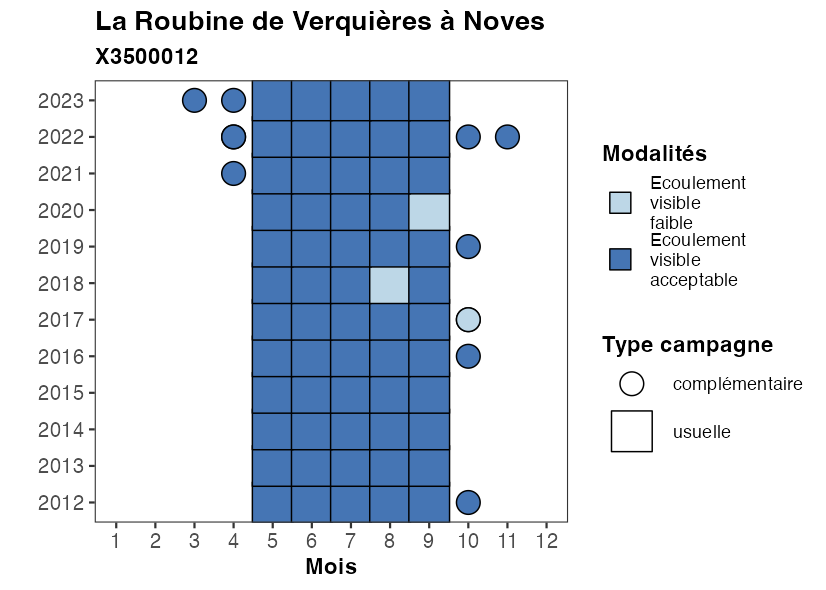 La Roubine de Verquières à Noves
X3500012
2023
2022
2021
2020
2019
2018
2017
2016
2015
2014
2013
2012
1 2 3 4 5 6 7 8 9 10 11 12
Mois
Modalités
Ecoulement
visible
faible
Ecoulement
visible
acceptable
Type campagne
complémentaire
usuelle